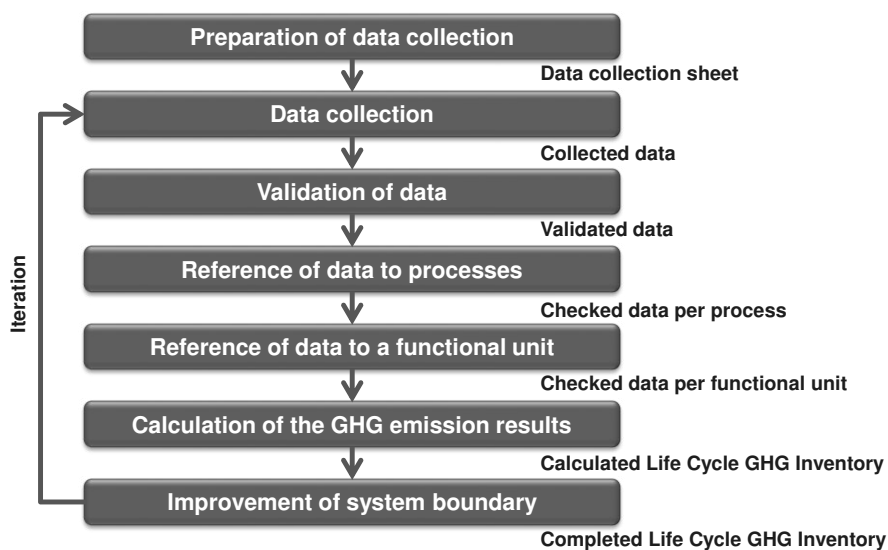 Preparation of data collection
Data collection sheet
Data collection
Collected data
Validation of data
Validated data
Reference of data to processes
Checked data per process
Reference of data to a functional unit
Checked data per functional unit
Calculation of the GHG emission results
Calculated Life Cycle GHG Inventory
Improvement of system boundary
Completed Life Cycle GHG Inventory
Iteration